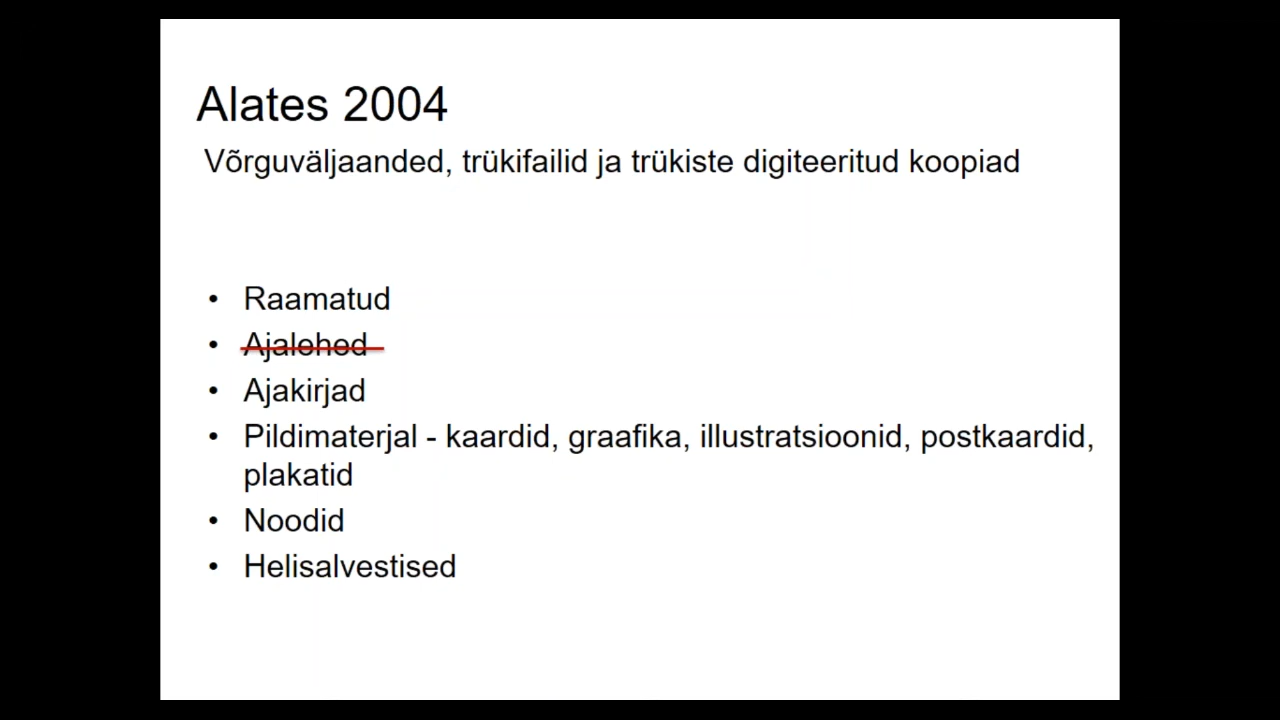 Alates 2004
Võrguväljaanded, trükifailid ja trükiste digiteeritud koopiad
• Raamatud
• Ajalehed
• Ajakirjad
• Pildimaterjal - kaardid, graafika, illustratsioonid, postkaardid,
plakatid
• Noodid
• Helisalvestised